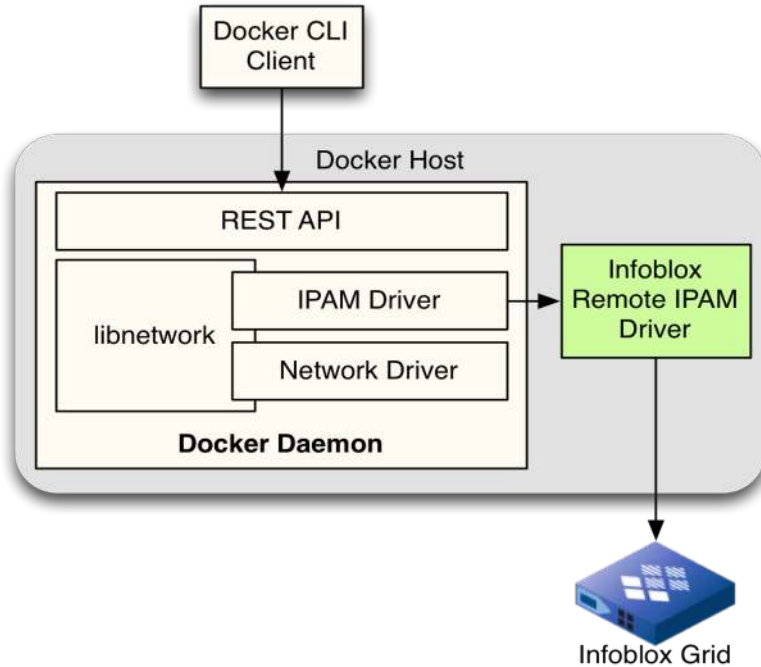 Docker CLI
Client
Docker Host
REST API
libnetwork
IPAM Driver
Network Driver
Docker Daemon
Infoblox
Remote IPAM
Driver
Infoblox Grid